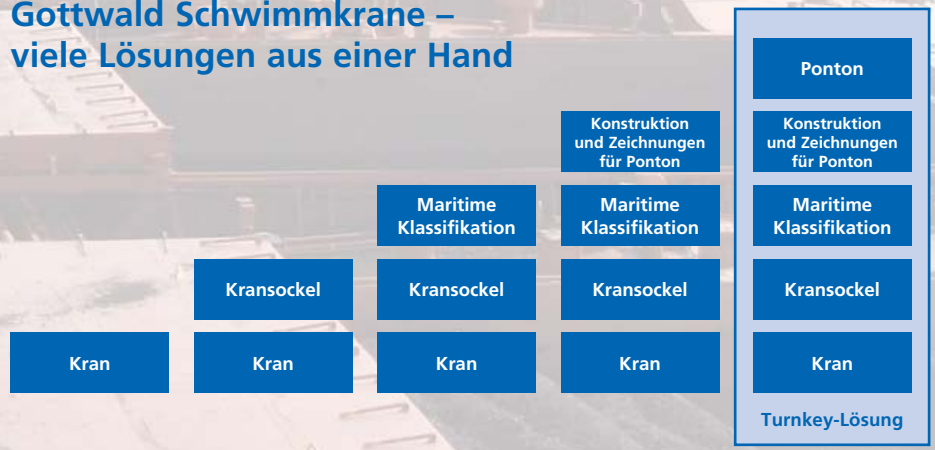 Gottwald Schwimmkrane –
viele Lösungen aus einer Hand
Ponton
Konstruktion
und Zeichnungen
für Ponton
Konstruktion
und Zeichnungen
für Ponton
Maritime
Klassifikation
Maritime
Klassifikation
Maritime
Klassifikation
Kransockel
Kransockel
Kransockel
Kransockel
Kran
Kran
Kran
Kran
Kran
Turnkey-Lösung